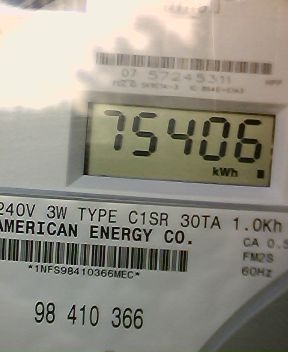 07 57245311
75406
kWh
240V 3W TYPE C1SR 30TA 1.0Kh
AMERICAN ENERGY CO.
CA 0.5
FM2S
60Hz
*1NFS98410366MEC*
98 410 366